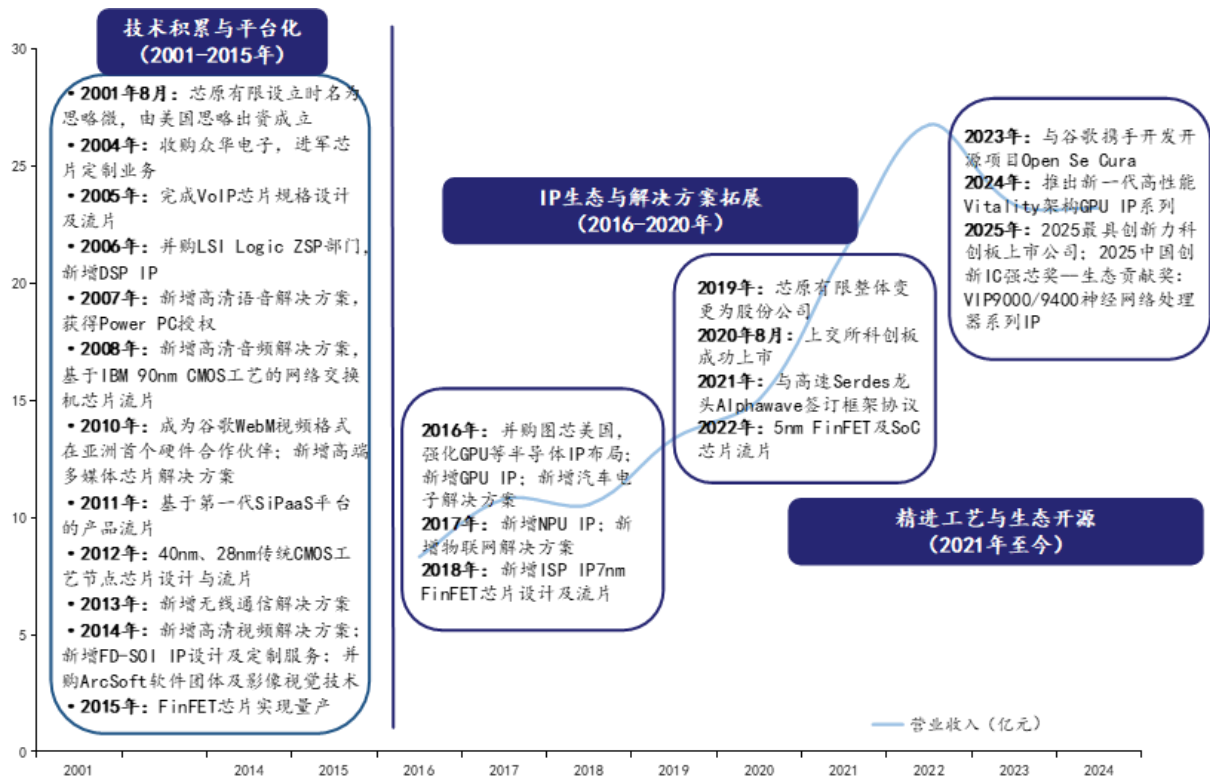 技术积累与平台化
（2001-2015年）
•2001年8月：芯原有限设立时名为
思略微，由美国思略出资成立
•2004年：收购众华电子，进军芯
片定制业务
•2005年：完成VoIP芯片规格设计
及流片
•2006年：并购LSI Logic ZSP部门，
新增DSP IP
•2007年：新增高清语音解决方案，
获得Power PC授权
•2008年：新增高清音频解决方案，
基于IBM 90nm CMOS工艺的网络交换
机芯片流片
•2010年：成为谷歌WebM视频格式
在亚洲首个硬件合作伙伴；新增高端
多媒体芯片解决方案
•2011年：基于第一代SiPaaS平台
的产品流片
•2012年：40nm、28nm传统CMOS工
艺节点芯片设计与流片
•2013年：新增无线通信解决方案
•2014年：新增高清视频解决方案；
新增FD-SOI IP设计及定制服务；并
购ArcSoft软件团体及影像视觉技术
•2015年：FinFET芯片实现量产
IP生态与解决方案拓展
（2016-2020年）
2016年：并购图芯美国，
强化GPU等半导体IP布局；
新增GPU IP；新增汽车电
子解决方案
2017年：新增NPU IP；新
增物联网解决方案
2018年：新增ISP IP7nm
FinFET芯片设计及流片
2019年：芯原有限整体变
更为股份公司
2020年8月：上交所科创板
成功上市
2021年：与高速Serdes龙
头Alphawave签订框架协议
2022年：5nm FinFET及SoC
芯片流片
2023年：与谷歌携手开发开
源项目Open Se Cura
2024年：推出新一代高性能
Vitality架构GPU IP系列
2025年：2025最具创新力科
创板上市公司；2025中国创
新IC强芯奖—生态贡献奖：
VIP9000/9400神经网络处理
器系列IP
精进工艺与生态开源
（2021年至今）
营业收入（亿元）
30
25
20
15
10
5
0
2001 2014 2015 2016 2017 2018 2019 2020 2021 2022 2023 2024